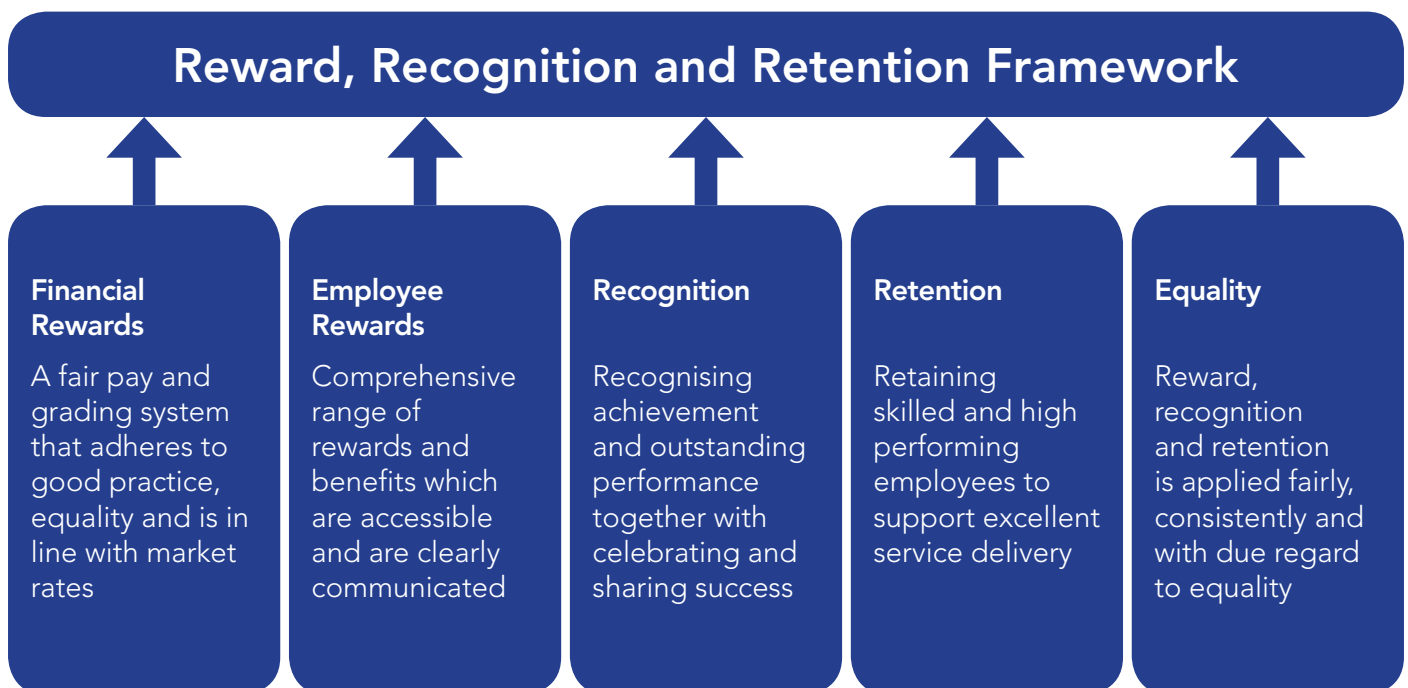 Reward, Recognition and Retention Framework
Financial
Rewards
A fair pay and
grading system
that adheres to
good practice,
equality and is in
line with market
rates
Employee
Rewards
Comprehensive
range of
rewards and
benefits which
are accessible
and are clearly
communicated
Recognition
Recognising
achievement
and outstanding
performance
together with
celebrating and
sharing success
Retention
Retaining
skilled and high
performing
employees to
support excellent
service delivery
Equality
Reward,
recognition
and retention
is applied fairly,
consistently and
with due regard
to equality